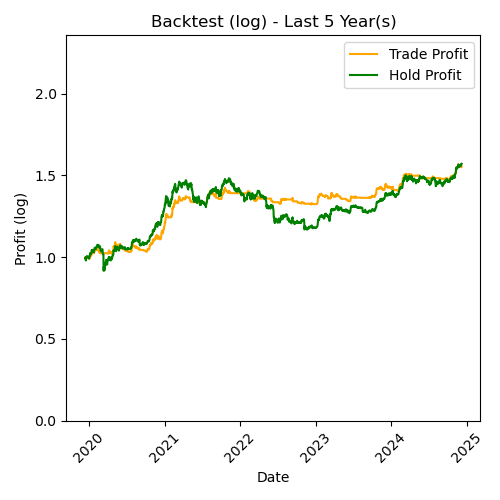 Backtest (log) - Last 5 Year(s)
Trade Profit
Hold Profit
Profit (log)
2.0
1.5
1.0
0.5
0.0
2020
2021
2022
2023
2024
2025
Date